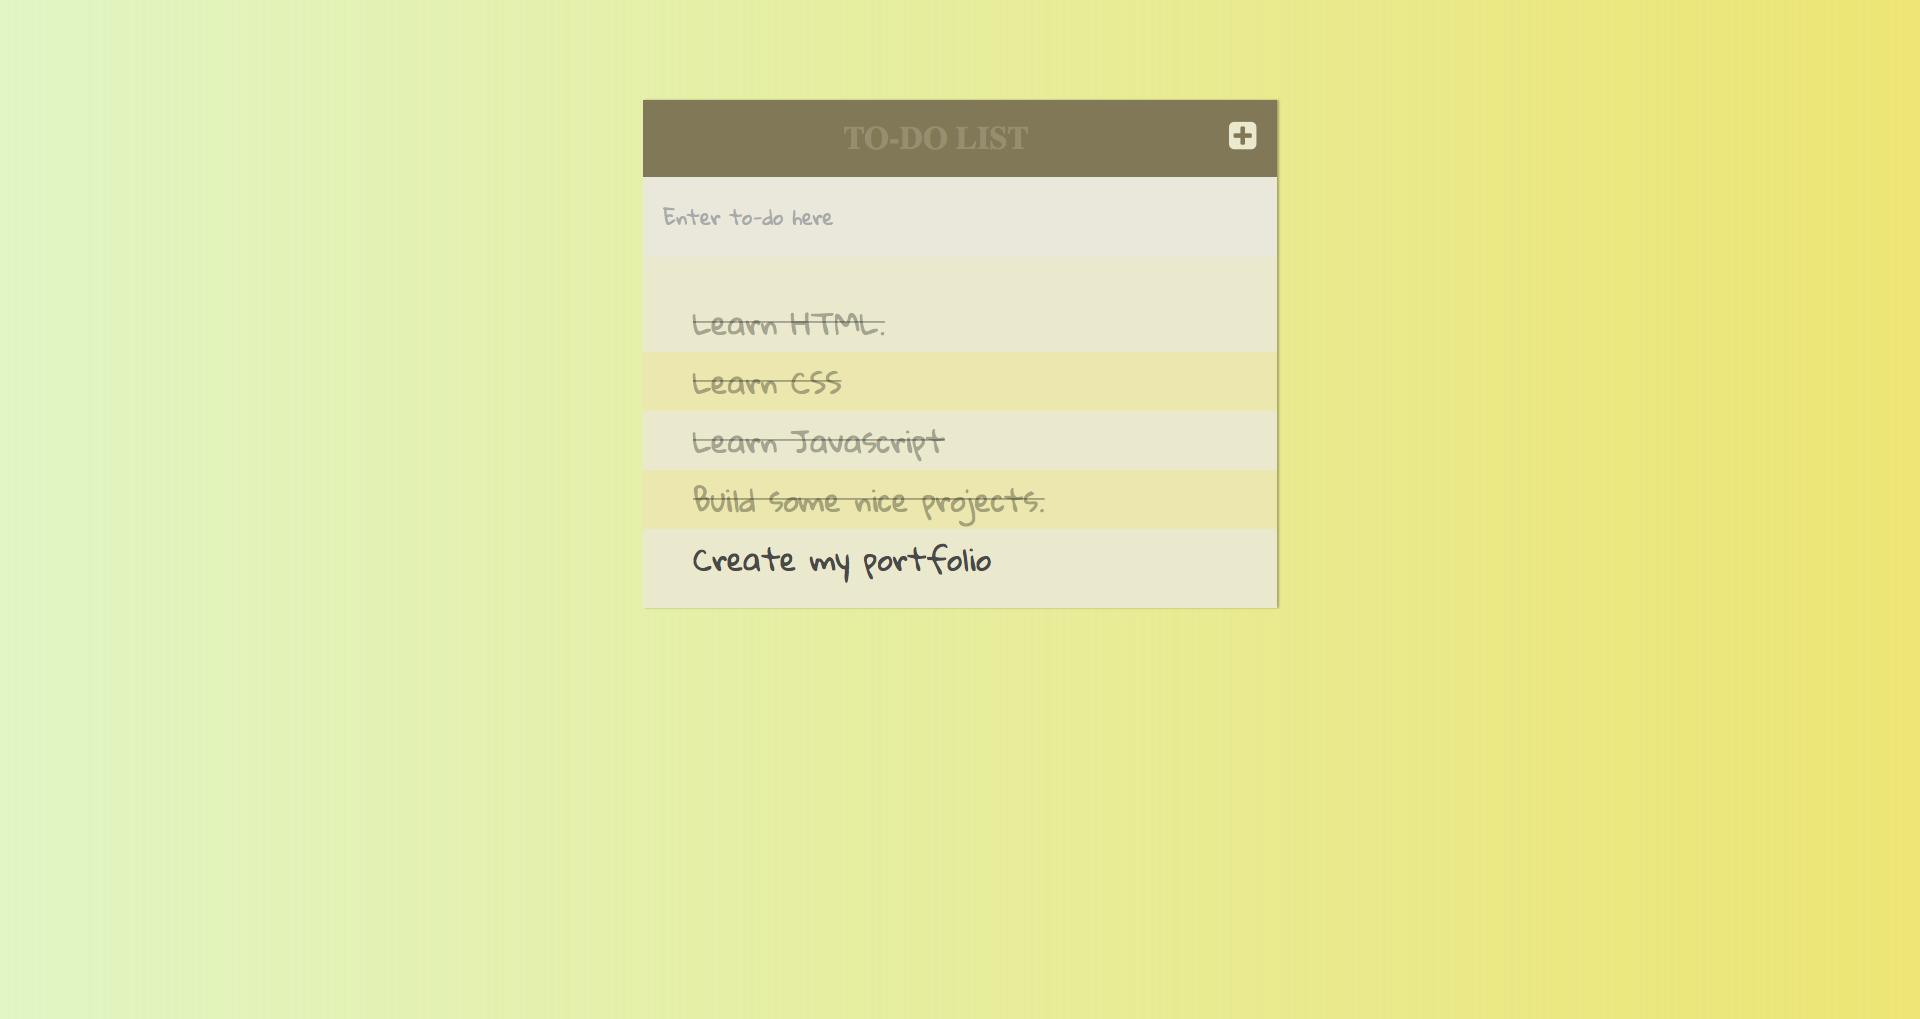 TO-DO LIST
Enter to-do here
Learn HTML.
Learn CSS
Learn Javascript
Build some nice projects.
Create my portfolio